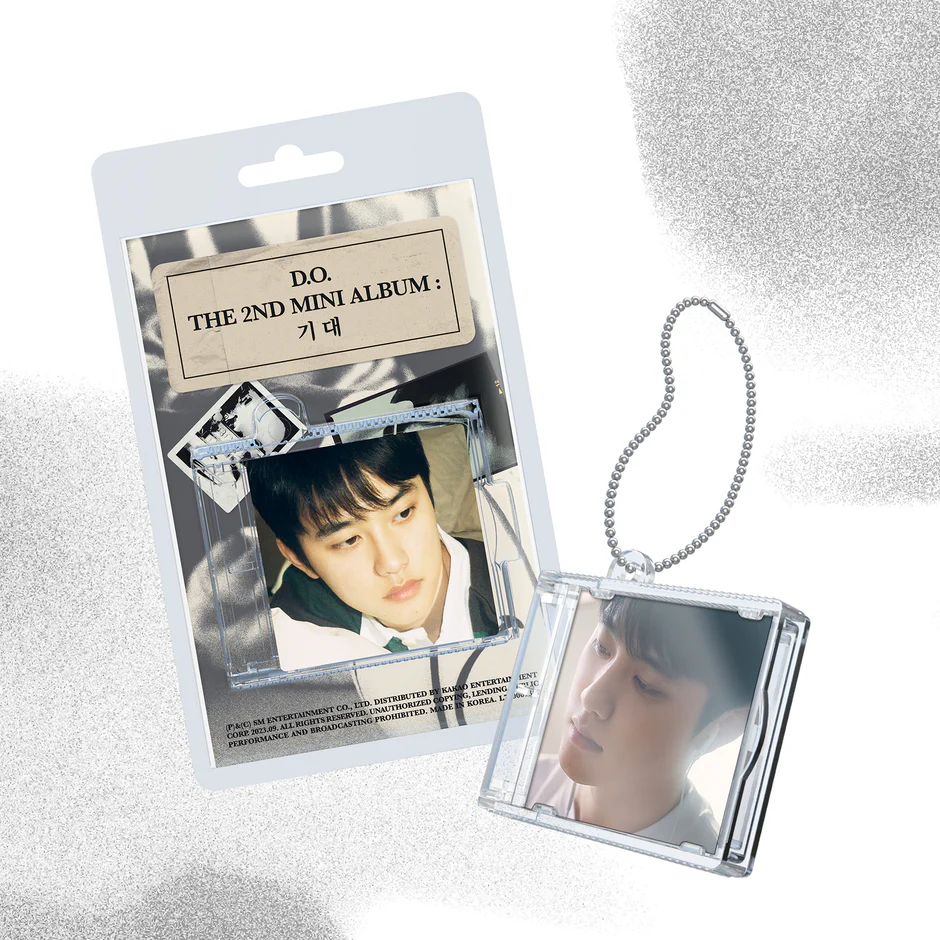 D.O.
THE 2ND MINI ALBUM :
기대
(P)&(C) SM ENTERTAINMENT CO., LTD. DISTRIBUTED BY KAKAO ENTERTAINMENT
CORP. 2023.09. ALL RIGHTS RESERVED. UNAUTHORIZED COPYING, LENDING, PUBLIC
PERFORMANCE AND BROADCASTING PROHIBITED. MADE IN KOREA.